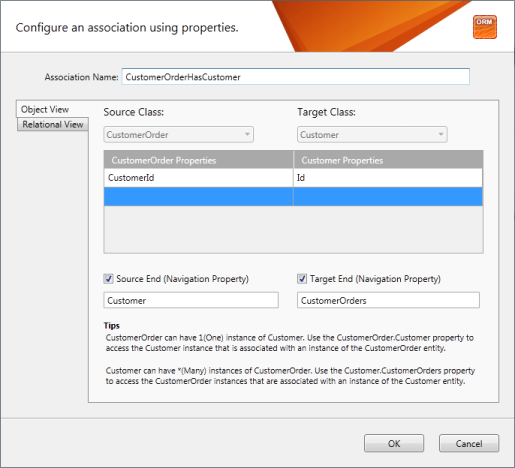 Configure an association using properties.
ORM
Association Name: CustomerOrderHasCustomer
Object View
Relational View
Source Class: Target Class:
CustomerOrder Customer
CustomerOrder Properties Customer Properties
CustomerId Id
Source End (Navigation Property) Target End (Navigation Property)
Customer CustomerOrders
Tips
CustomerOrder can have 1(One) instance of Customer. Use the CustomerOrder.Customer property to
access the Customer instance that is associated with an instance of the CustomerOrder entity.
Customer can have *(Many) instances of CustomerOrder. Use the Customer.CustomerOrders property
to access the CustomerOrder instances that are associated with an instance of the Customer entity.
OK Cancel